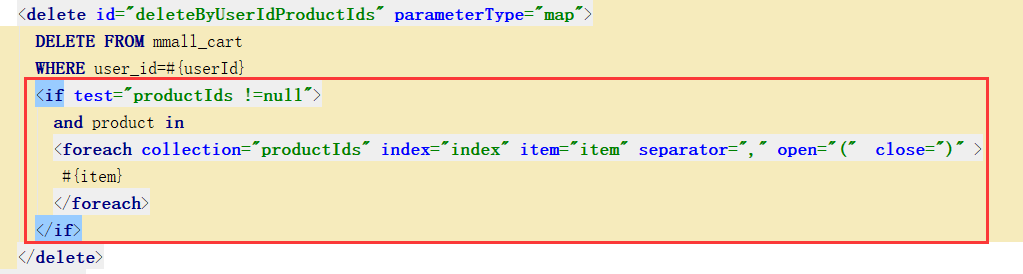 <delete id="deleteByUserIdProductIds" parameterType="map">
DELETE FROM mmall_cart
WHERE user_id=#{userId}
<if test="productIds !=null">
and product in
<foreach collection="productIds" index="index" item="item" separator="," open="("  close=")" >
#{item}
</foreach>
</if>
</delete>